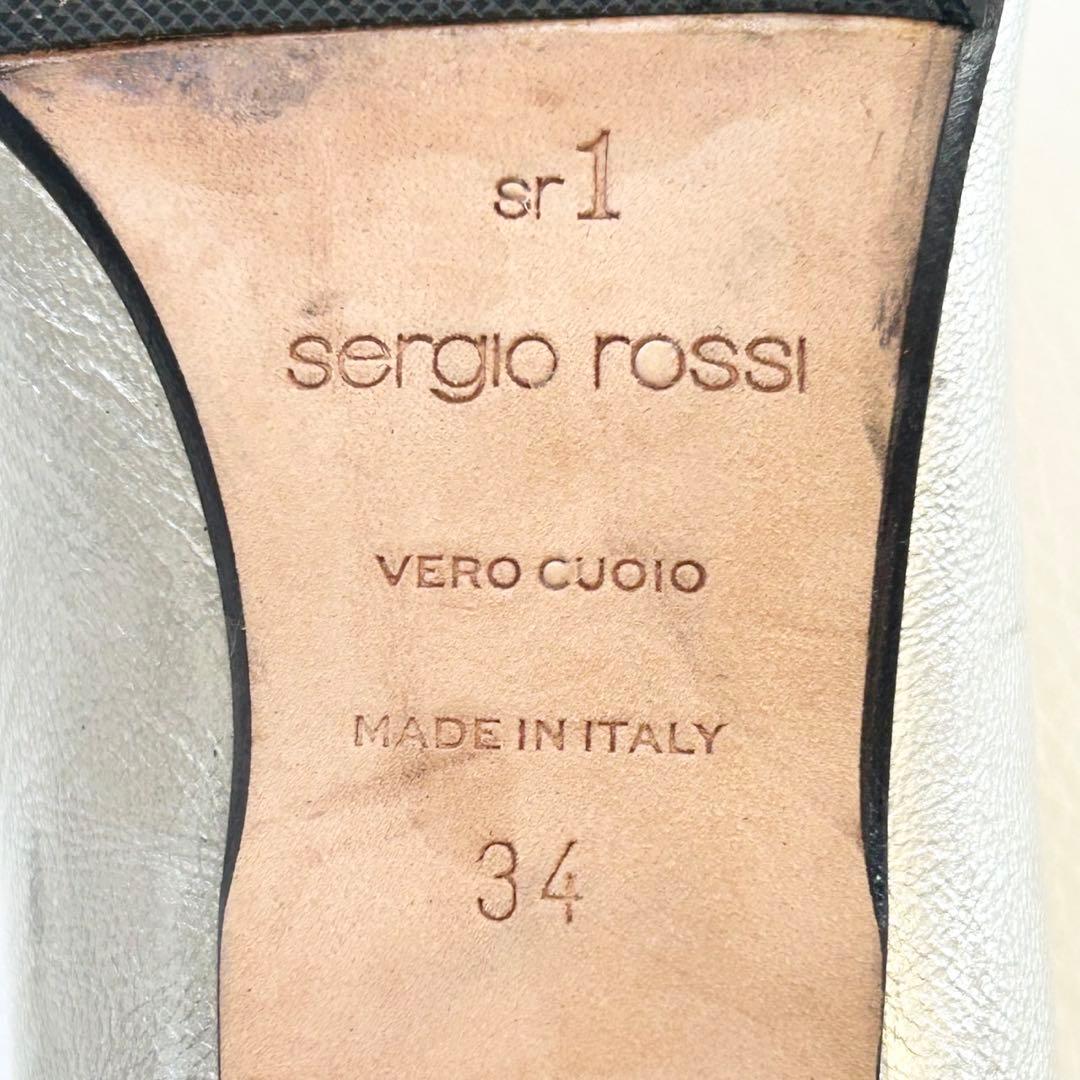 sr1
sergio rossi
VERO CUOIO
MADE IN ITALY
34